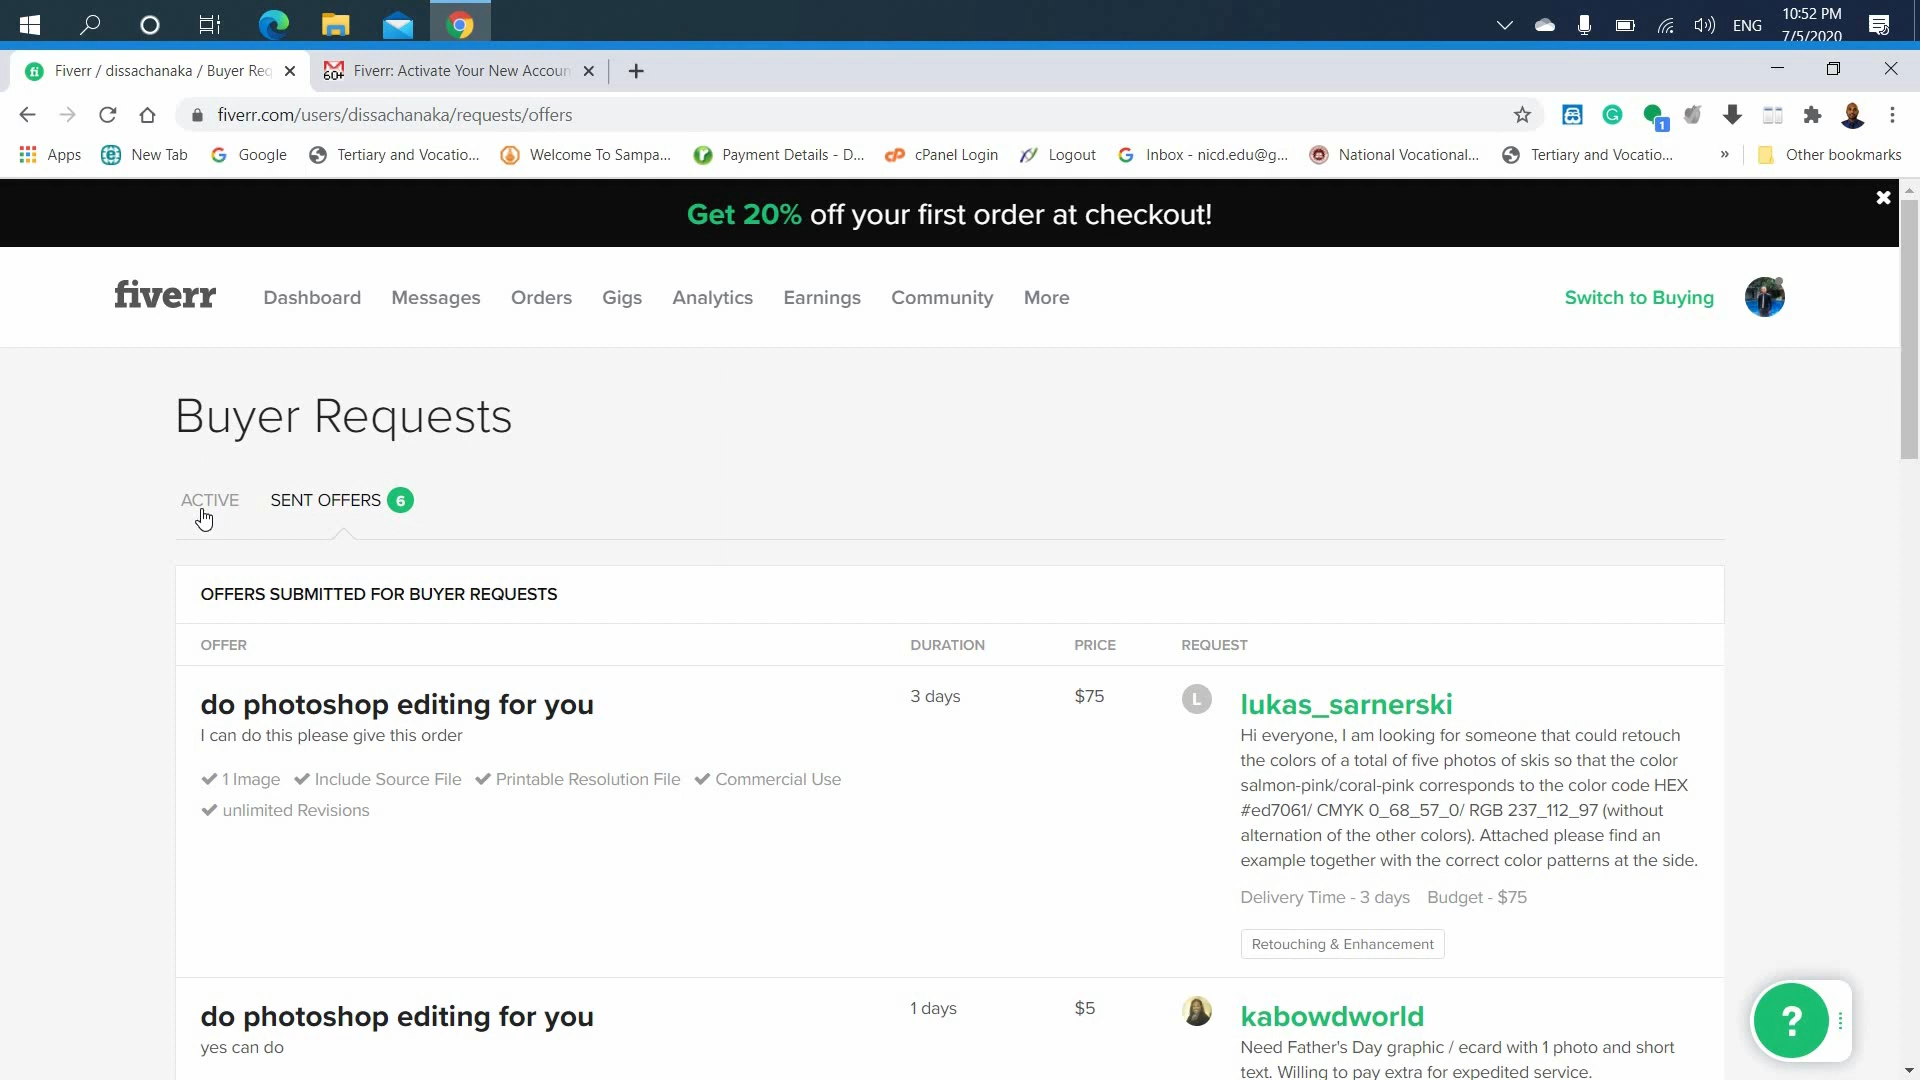 ENG
10:52 PM
7/5/2020
Fiverr / dissachanaka / Buyer Req
60+
Fiverr: Activate Your New Accoun
fiverr.com/users/dissachanaka/requests/offers
1
Apps
New Tab
Google
Tertiary and Vocatio...
Welcome To Sampa...
Payment Details - D...
cPanel Login
Logout
Inbox - nicd.edu@g...
National Vocational...
Tertiary and Vocatio...
»
Other bookmarks
Get 20% off your first order at checkout!
fiverr
Dashboard
Messages
Orders
Gigs
Analytics
Earnings
Community
More
Switch to Buying
Buyer Requests
ACTIVE
SENT OFFERS 6
OFFERS SUBMITTED FOR BUYER REQUESTS
OFFER
DURATION
PRICE
REQUEST
do photoshop editing for you
I can do this please give this order
1 Image
Include Source File
Printable Resolution File
Commercial Use
unlimited Revisions
3 days
$75
L
lukas_sarnerski
Hi everyone, I am looking for someone that could retouch
the colors of a total of five photos of skis so that the color
salmon-pink/coral-pink corresponds to the color code HEX
#ed7061/ CMYK 0_68_57_0/ RGB 237_112_97 (without
alternation of the other colors). Attached please find an
example together with the correct color patterns at the side.
Delivery Time - 3 days Budget - $75
Retouching & Enhancement
do photoshop editing for you
yes can do
1 days
$5
kabowdworld
Need Father's Day graphic / ecard with 1 photo and short
text. Willing to pay extra for expedited service.
?